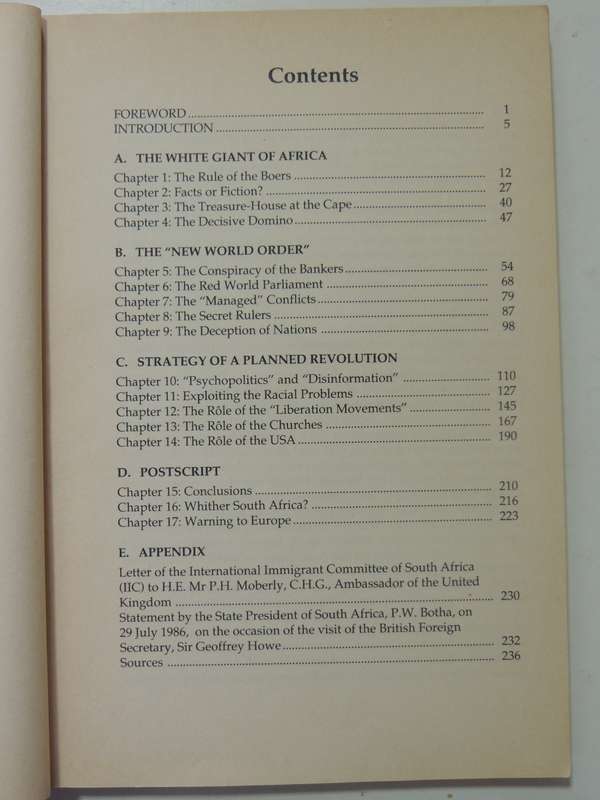 Contents
FOREWORD 1
INTRODUCTION 5
A. THE WHITE GIANT OF AFRICA
Chapter 1: The Rule of the Boers 12
Chapter 2: Facts or Fiction? 27
Chapter 3: The Treasure-House at the Cape 40
Chapter 4: The Decisive Domino 47
B. THE "NEW WORLD ORDER"
Chapter 5: The Conspiracy of the Bankers 54
Chapter 6: The Red World Parliament 68
Chapter 7: The "Managed" Conflicts 79
Chapter 8: The Secret Rulers 87
Chapter 9: The Deception of Nations 98
C. STRATEGY OF A PLANNED REVOLUTION
Chapter 10: "Psychopolitics" and "Disinformation" 110
Chapter 11: Exploiting the Racial Problems 127
Chapter 12: The Rôle of the "Liberation Movements" 145
Chapter 13: The Rôle of the Churches 167
Chapter 14: The Rôle of the USA 190
D. POSTSCRIPT
Chapter 15: Conclusions 210
Chapter 16: Whither South Africa? 216
Chapter 17: Warning to Europe 223
E. APPENDIX
Letter of the International Immigrant Committee of South Africa
(IIC) to H.E. Mr P.H. Moberly, C.H.G., Ambassador of the United
Kingdom 230
Statement by the State President of South Africa, P.W. Botha, on
29 July 1986, on the occasion of the visit of the British Foreign
Secretary, Sir Geoffrey Howe 232
Sources 236